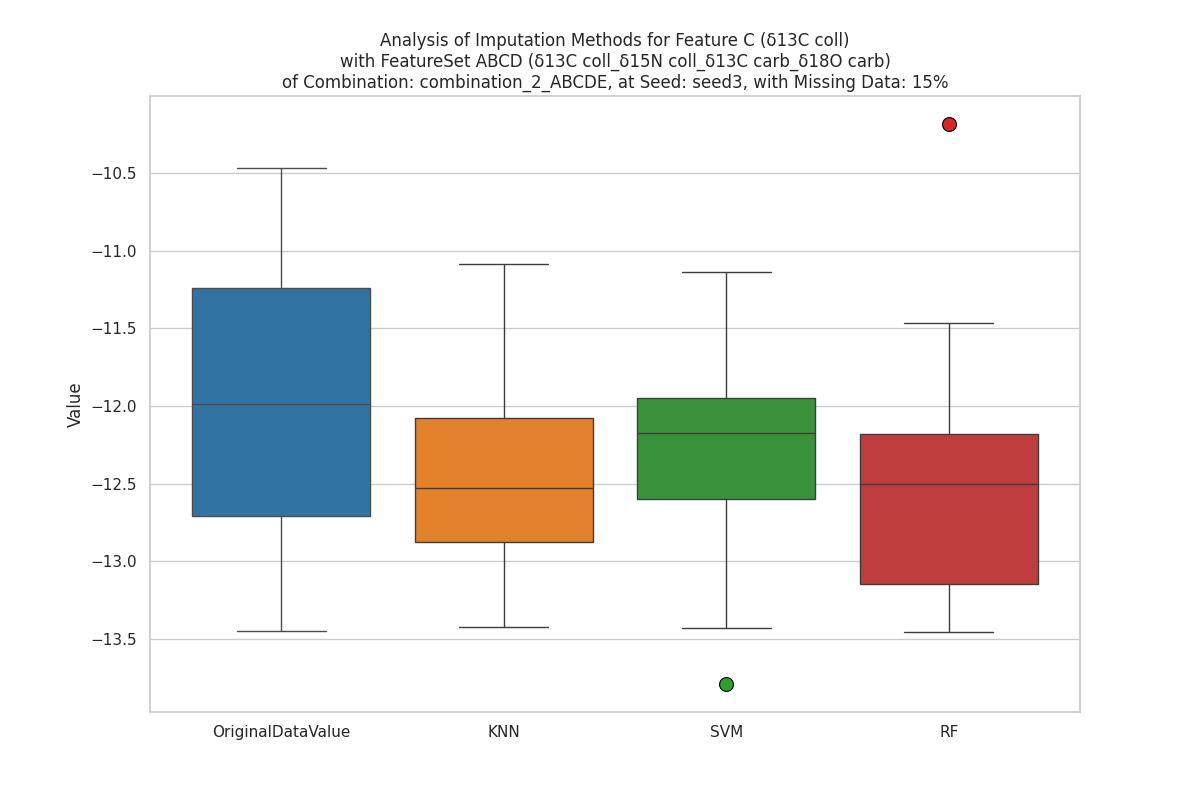 Analysis of Imputation Methods for Feature C (δ13C coll)
with FeatureSet ABCD (δ13C coll_δ15N coll_δ13C carb_δ18O carb)
of Combination: combination_2_ABCDE, at Seed: seed3, with Missing Data: 15%
−10.5
−11.0
−11.5
−12.0
−12.5
−13.0
−13.5
Value
OriginalDataValue
KNN
SVM
RF